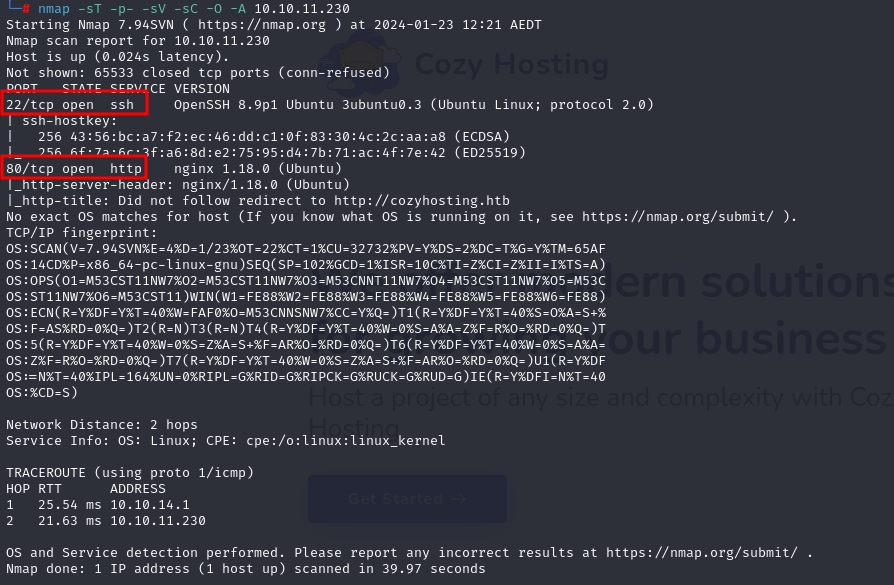 └─# nmap -sT -p- -sV -sC -O -A 10.10.11.230
Starting Nmap 7.94SVN ( https://nmap.org ) at 2024-01-23 12:21 AEDT
Nmap scan report for 10.10.11.230
Host is up (0.024s latency).
Not shown: 65533 closed tcp ports (conn-refused)
Cozy Hosting
PORT   STATE SERVICE VERSION
22/tcp open  ssh     OpenSSH 8.9p1 Ubuntu 3ubuntu0.3 (Ubuntu Linux; protocol 2.0)
| ssh-hostkey:
|   256 43:56:bc:a7:f2:ec:46:dd:c1:0f:83:30:4c:2c:aa:a8 (ECDSA)
|_  256 6f:7a:6c:3f:a6:8d:e2:75:95:d4:7b:71:ac:4f:7e:42 (ED25519)
80/tcp open  http    nginx 1.18.0 (Ubuntu)
|_http-server-header: nginx/1.18.0 (Ubuntu)
|_http-title: Did not follow redirect to http://cozyhosting.htb
No exact OS matches for host (If you know what OS is running on it, see https://nmap.org/submit/ ).
TCP/IP fingerprint:
OS:SCAN(V=7.94SVN%E=4%D=1/23%OT=22%CT=1%CU=32732%PV=Y%DS=2%DC=T%G=Y%TM=65AF
OS:14CD%P=x86_64-pc-linux-gnu)SEQ(SP=102%GCD=1%ISR=10C%TI=Z%CI=Z%II=I%TS=A)
OS:OPS(O1=M53CST11NW7%O2=M53CST11NW7%O3=M53CNNT11NW7%O4=M53CST11NW7%O5=M53C
OS:ST11NW7%O6=M53CST11)WIN(W1=FE88%W2=FE88%W3=FE88%W4=FE88%W5=FE88%W6=FE88)
OS:ECN(R=Y%DF=Y%T=40%W=FAF0%O=M53CNNSNW7%CC=Y%Q=)T1(R=Y%DF=Y%T=40%S=O%A=S+%
OS:F=AS%RD=0%Q=)T2(R=N)T3(R=N)T4(R=Y%DF=Y%T=40%W=0%S=A%A=Z%F=R%O=%RD=0%Q=)T
OS:5(R=Y%DF=Y%T=40%W=0%S=Z%A=S+%F=AR%O=%RD=0%Q=)T6(R=Y%DF=Y%T=40%W=0%S=A%A=
OS:Z%F=R%O=%RD=0%Q=)T7(R=Y%DF=Y%T=40%W=0%S=Z%A=S+%F=AR%O=%RD=0%Q=)U1(R=Y%DF
OS:=N%T=40%IPL=164%UN=0%RIPL=G%RID=G%RIPCK=G%RUCK=G%RUD=G)IE(R=Y%DFI=N%T=40
OS:%CD=S)
solutions
your business
Host a project of any size and complexity with Cozy
Hosting
Network Distance: 2 hops
Service Info: OS: Linux; CPE: cpe:/o:linux:linux_kernel
TRACEROUTE (using proto 1/icmp)
HOP RTT      ADDRESS
Get Started →
1   25.54 ms 10.10.14.1
2   21.63 ms 10.10.11.230
OS and Service detection performed. Please report any incorrect results at https://nmap.org/submit/ .
Nmap done: 1 IP address (1 host up) scanned in 39.97 seconds